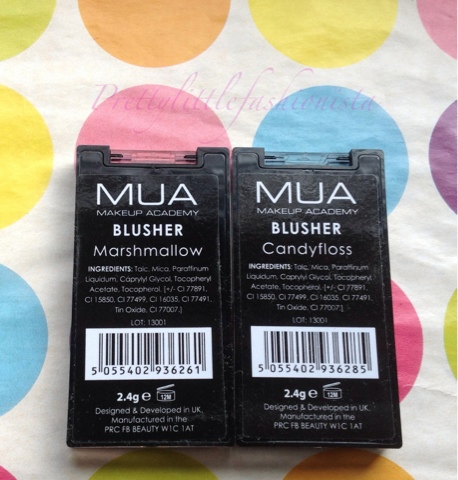 Prettylittlefashionista
MUA
MAKEUP ACADEMY
BLUSHER
Marshmallow
INGREDIENTS: Talc, Mica, Paraffinum
Liquidum, Caprylyl Glycol, Tocopheryl
Acetate, Tocopherol. [+/- CI 77891,
CI 15850, CI 77499, CI 16035, CI 77491,
Tin Oxide, CI 77007.]
LOT: 13001
5 055402 936261
2.4g e 12M
Designed & Developed in UK.
Manufactured in the
PRC FB BEAUTY W1C 1AT
MUA
MAKEUP ACADEMY
BLUSHER
Candyfloss
INGREDIENTS: Talc, Mica, Paraffinum
Liquidum, Caprylyl Glycol, Tocopheryl
Acetate, Tocopherol. [+/- CI 77891,
CI 15850, CI 77499, CI 16035, CI 77491,
Tin Oxide, CI 77007.]
LOT: 13001
5 055402 936285
2.4g e 12M
Designed & Developed in UK.
Manufactured in the
PRC FB BEAUTY W1C 1AT